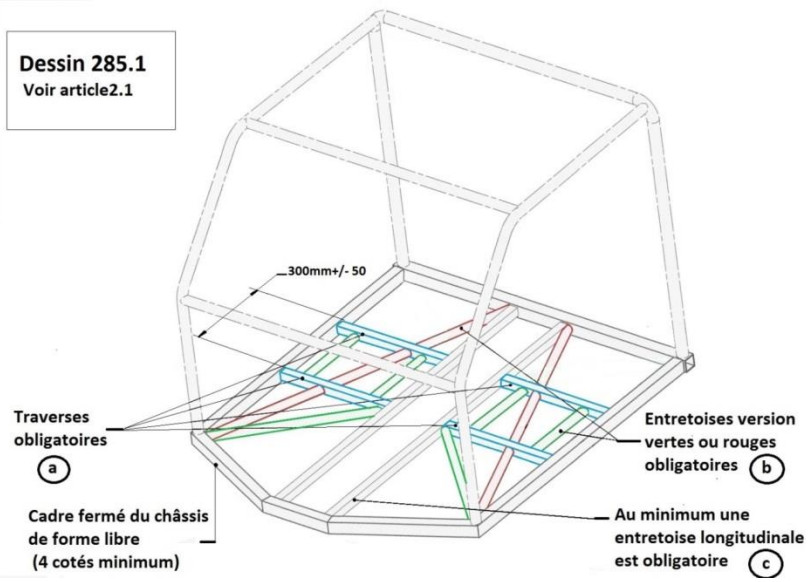 Dessin 285.1
Voir article2.1
300mm+/- 50
Traverses
obligatoires
a
Cadre fermé du châssis
de forme libre
(4 cotés minimum)
Entretoises version
vertes ou rouges
obligatoires b
Au minimum une
entretoise longitudinale
est obligatoire c